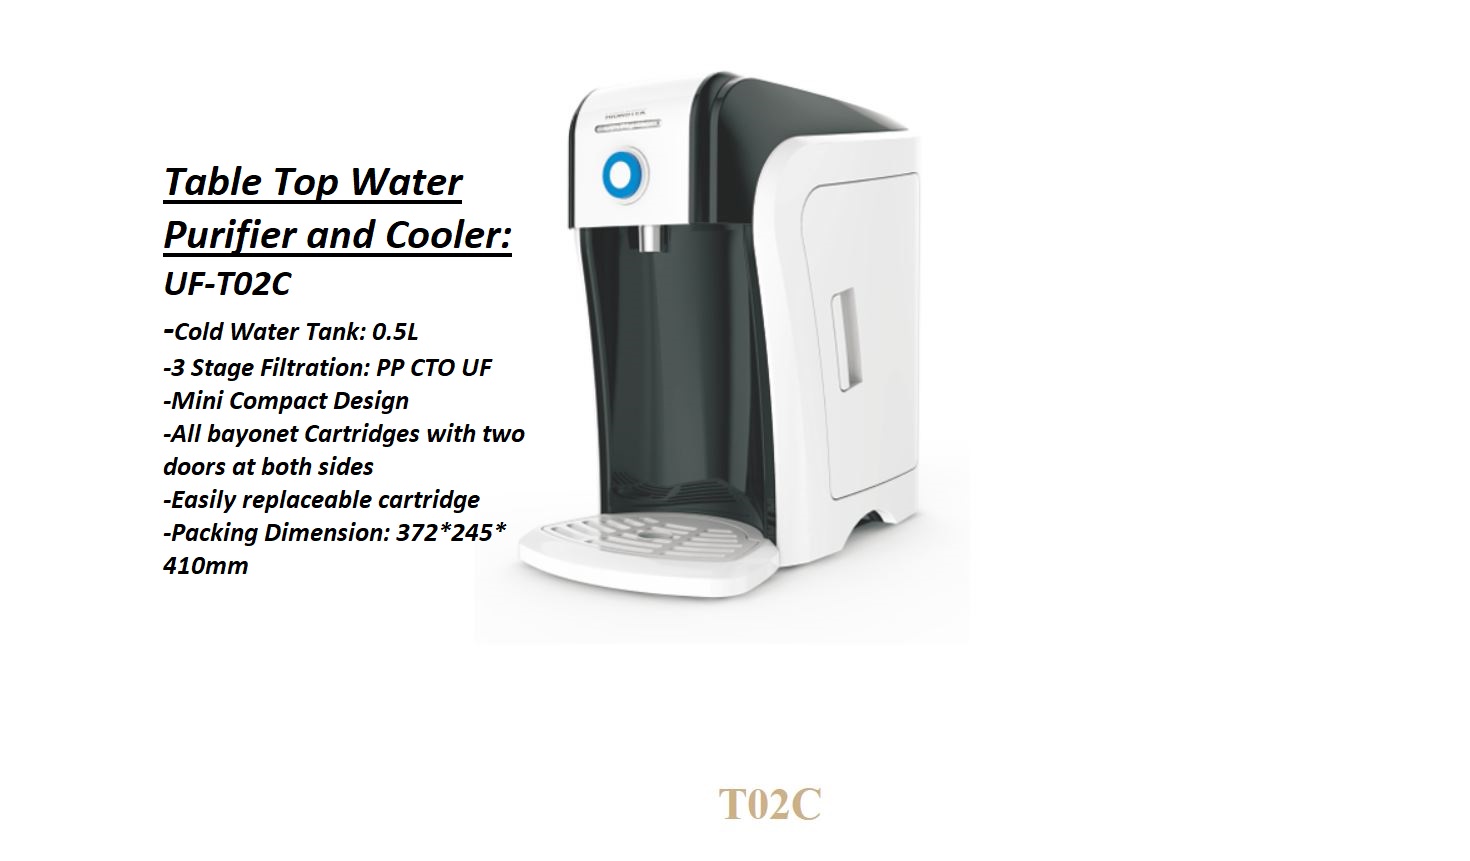 Table Top Water
Purifier and Cooler:
UF-T02C
-Cold Water Tank: 0.5L
-3 Stage Filtration: PP CTO UF
-Mini Compact Design
-All bayonet Cartridges with two
doors at both sides
-Easily replaceable cartridge
-Packing Dimension: 372*245*
410mm
T02C